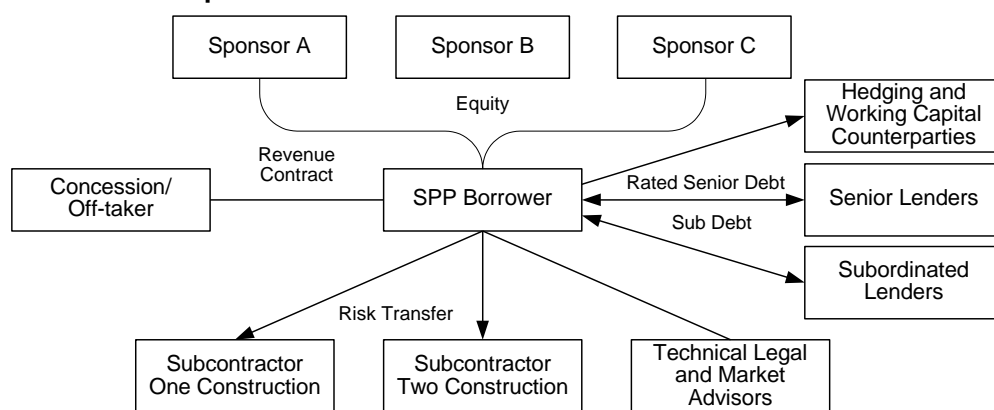 Sponsor A
Sponsor B
Sponsor C
Equity
Hedging and
Working Capital
Counterparties
Revenue
Contract
Concession/
Off-taker
SPP Borrower
Rated Senior Debt
Senior Lenders
Sub Debt
Subordinated
Lenders
Risk Transfer
Subcontractor
One Construction
Subcontractor
Two Construction
Technical Legal
and Market
Advisors